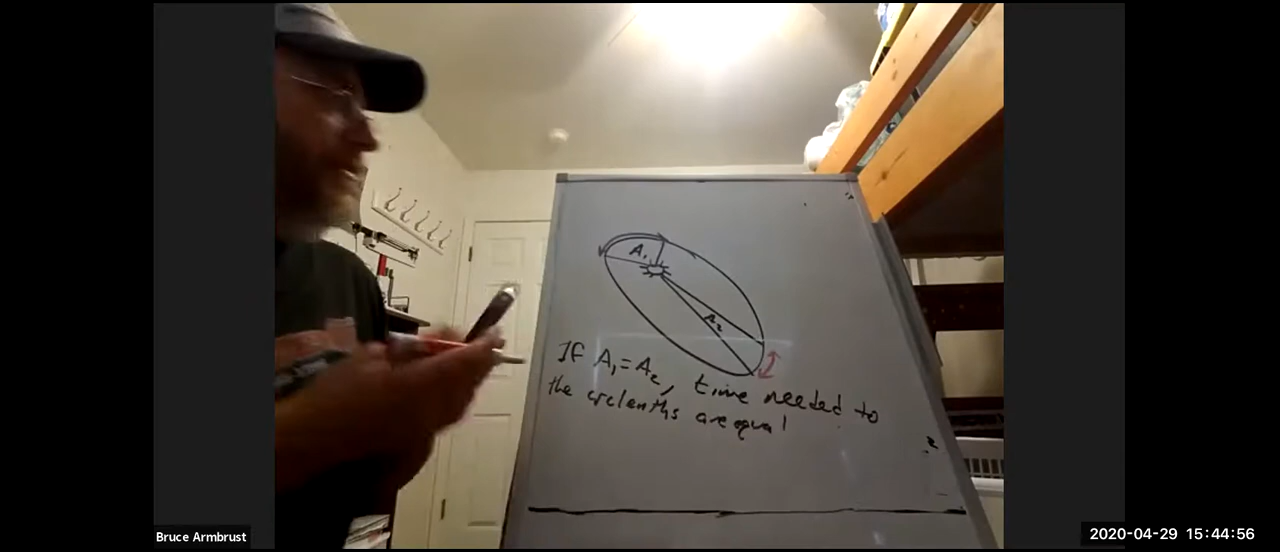 A₁
A₂
If A₁=A₂, time needed to
the arclenths are equal
Bruce Armbrust
2020-04-29 15:44:56